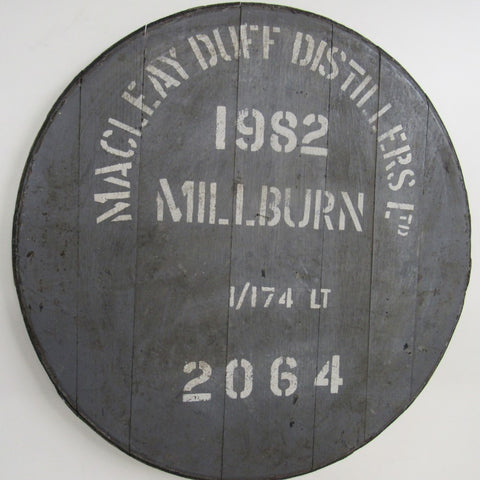 MACLEAY DUFF DISTILLERS LTD
1982
MILLBURN
1/174 LT
2064